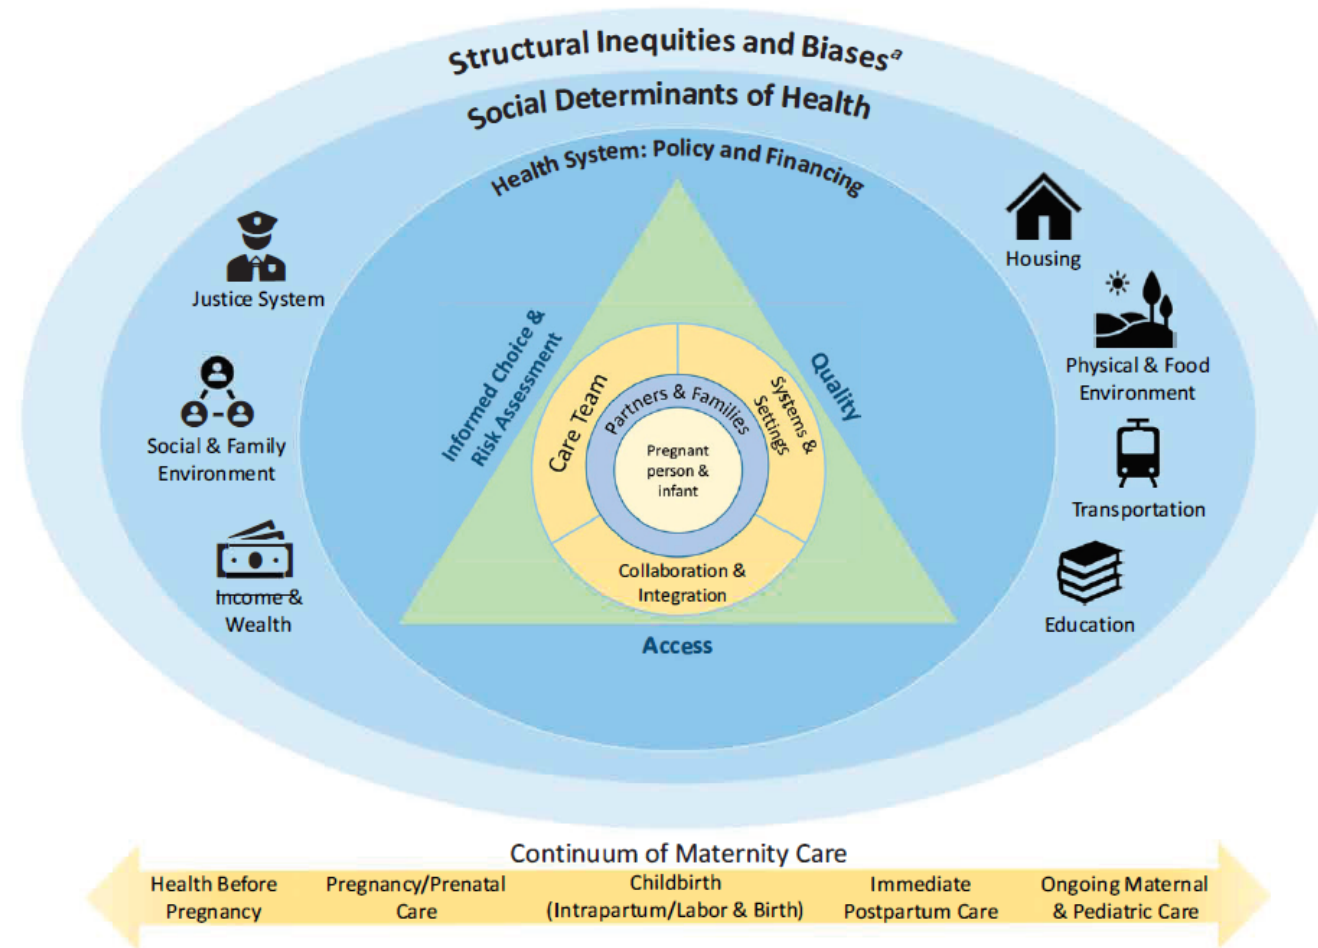 Structural Inequities and Biasesª
Social Determinants of Health
Health System: Policy and Financing
Justice System
Social & Family
Environment
Income &
Wealth
Housing
Physical & Food
Environment
Transportation
Education
Informed Choice &
Risk Assessment
Quality
Access
Care Team
Systems &
Settings
Collaboration &
Integration
Partners & Families
Pregnant
person &
infant
Continuum of Maternity Care
Health Before
Pregnancy
Pregnancy/Prenatal
Care
Childbirth
(Intrapartum/Labor & Birth)
Immediate
Postpartum Care
Ongoing Maternal
& Pediatric Care